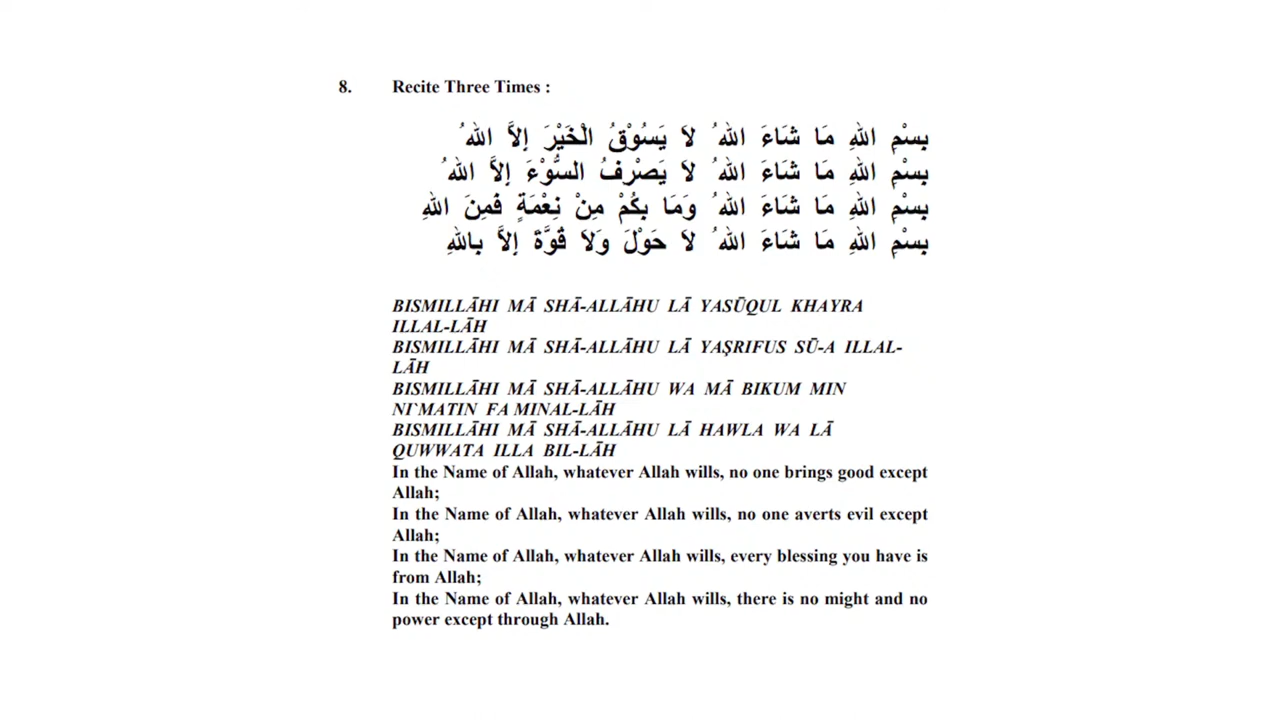 8. Recite Three Times :
بِسْمِ اللهِ مَا شَاءَ اللهُ لَا يَسُوْقُ الْخَيْرَ إِلاَّ اللهُ
بِسْمِ اللهِ مَا شَاءَ اللهُ لَا يَصْرِفُ السُّوْءَ إِلاَّ اللهُ
بِسْمِ اللهِ مَا شَاءَ اللهُ وَمَا بِكُمْ مِنْ نِعْمَةٍ فَمِنَ اللهِ
بِسْمِ اللهِ مَا شَاءَ اللهُ لَا حَوْلَ وَلَا قُوَّةَ إِلاَّ بِاللهِ
BISMILLĀHI MĀ SHĀ-ALLĀHU LĀ YASŪQUL KHAYRA
ILLAL-LĀH
BISMILLĀHI MĀ SHĀ-ALLĀHU LĀ YAŞRIFUS SŪ-A ILLAL-
LĀH
BISMILLĀHI MĀ SHĀ-ALLĀHU WA MĀ BIKUM MIN
NI`MATIN FA MINAL-LĀH
BISMILLĀHI MĀ SHĀ-ALLĀHU LĀ HAWLA WA LĀ
QUWWATA ILLA BIL-LĀH
In the Name of Allah, whatever Allah wills, no one brings good except
Allah;
In the Name of Allah, whatever Allah wills, no one averts evil except
Allah;
In the Name of Allah, whatever Allah wills, every blessing you have is
from Allah;
In the Name of Allah, whatever Allah wills, there is no might and no
power except through Allah.